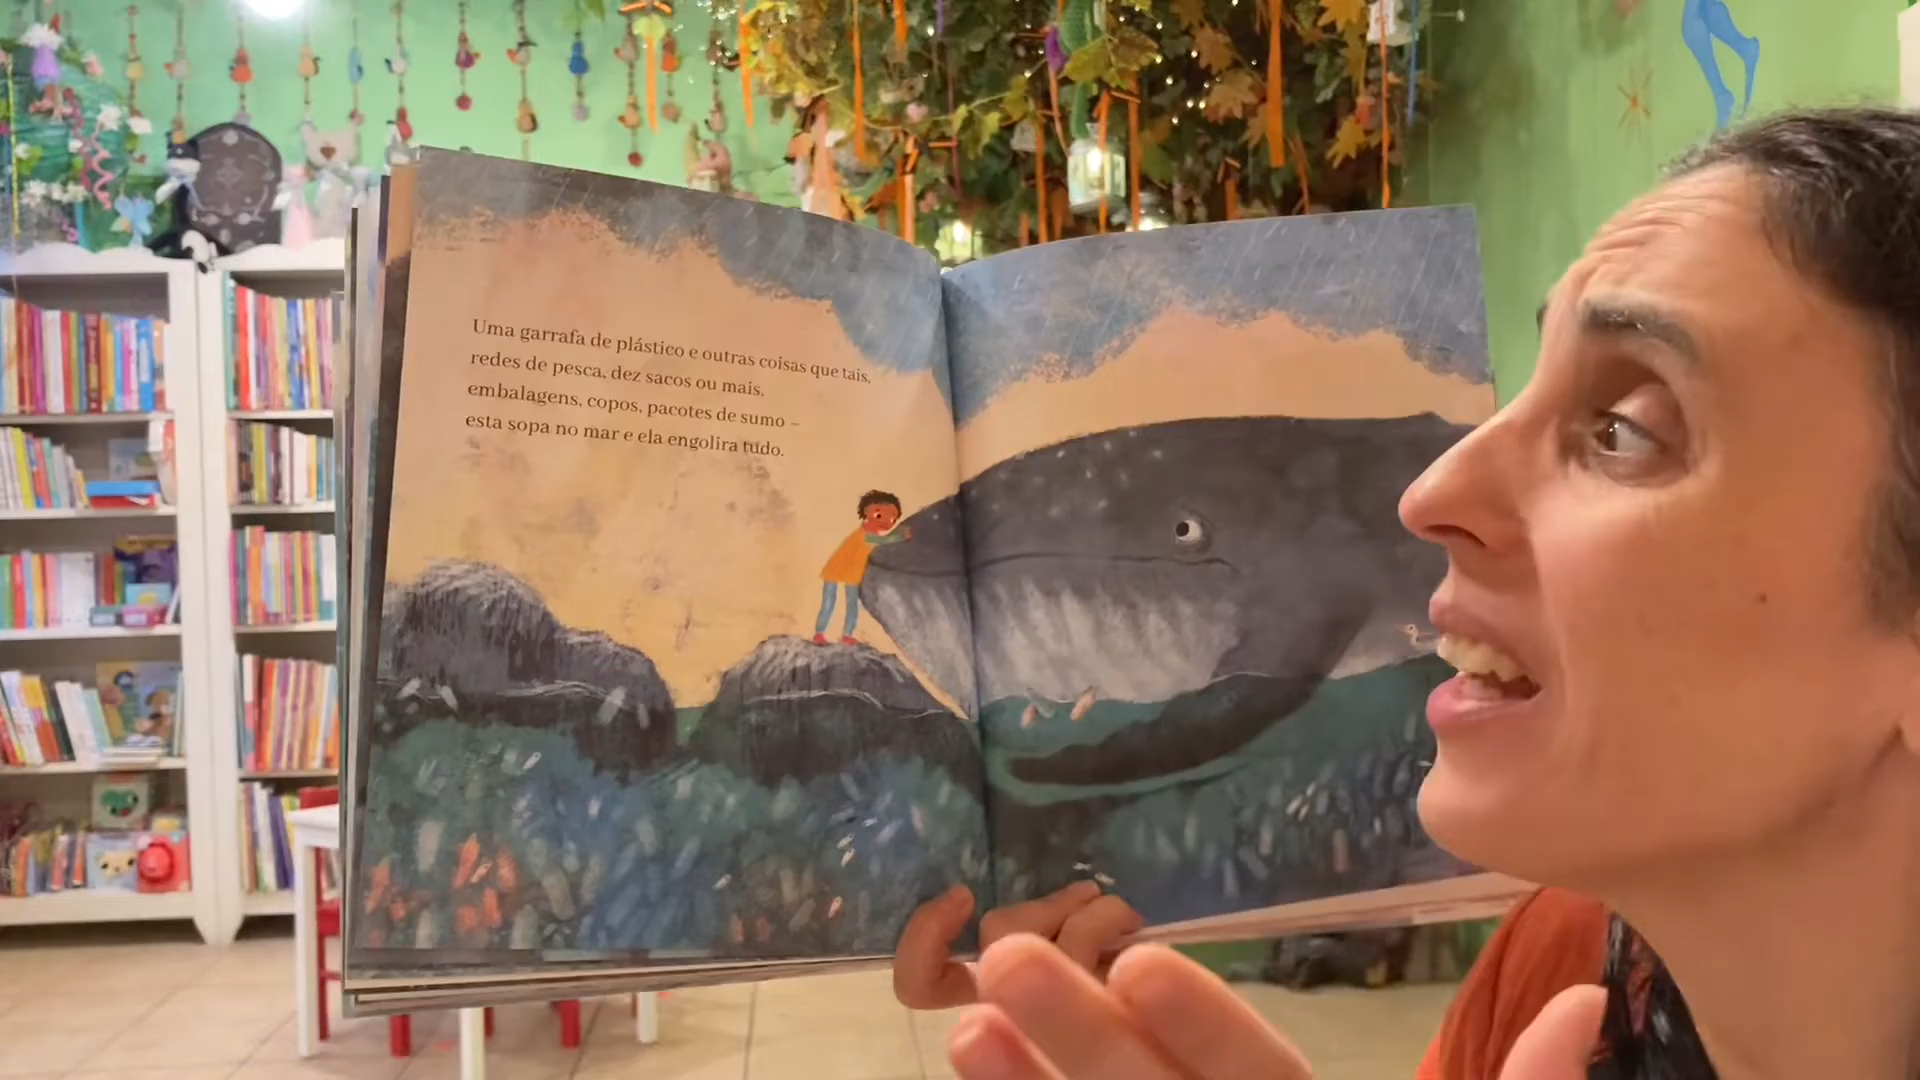 Uma garrafa de plástico e outras coisas que tais,
redes de pesca, dez sacos ou mais,
embalagens, copos, pacotes de sumo –
esta sopa no mar e ela engolira tudo.